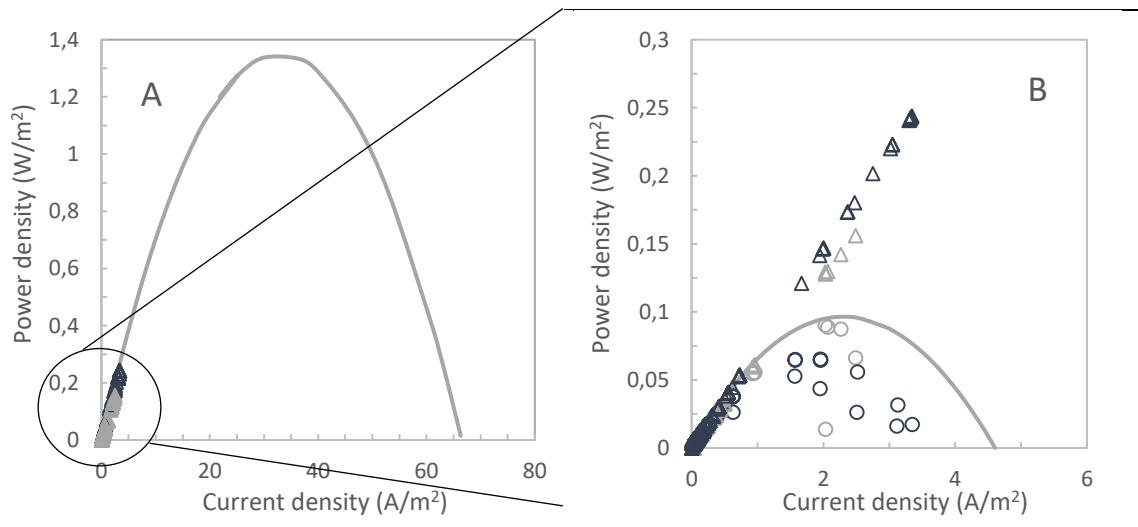 1,4
1,2
1
0,8
0,6
0,4
0,2
0
Power density (W/m²)
A
0 20 40 60 80
Current density (A/m²)
0,3
0,25
0,2
0,15
0,1
0,05
0
Power density (W/m²)
B
0 2 4 6
Current density (A/m²)